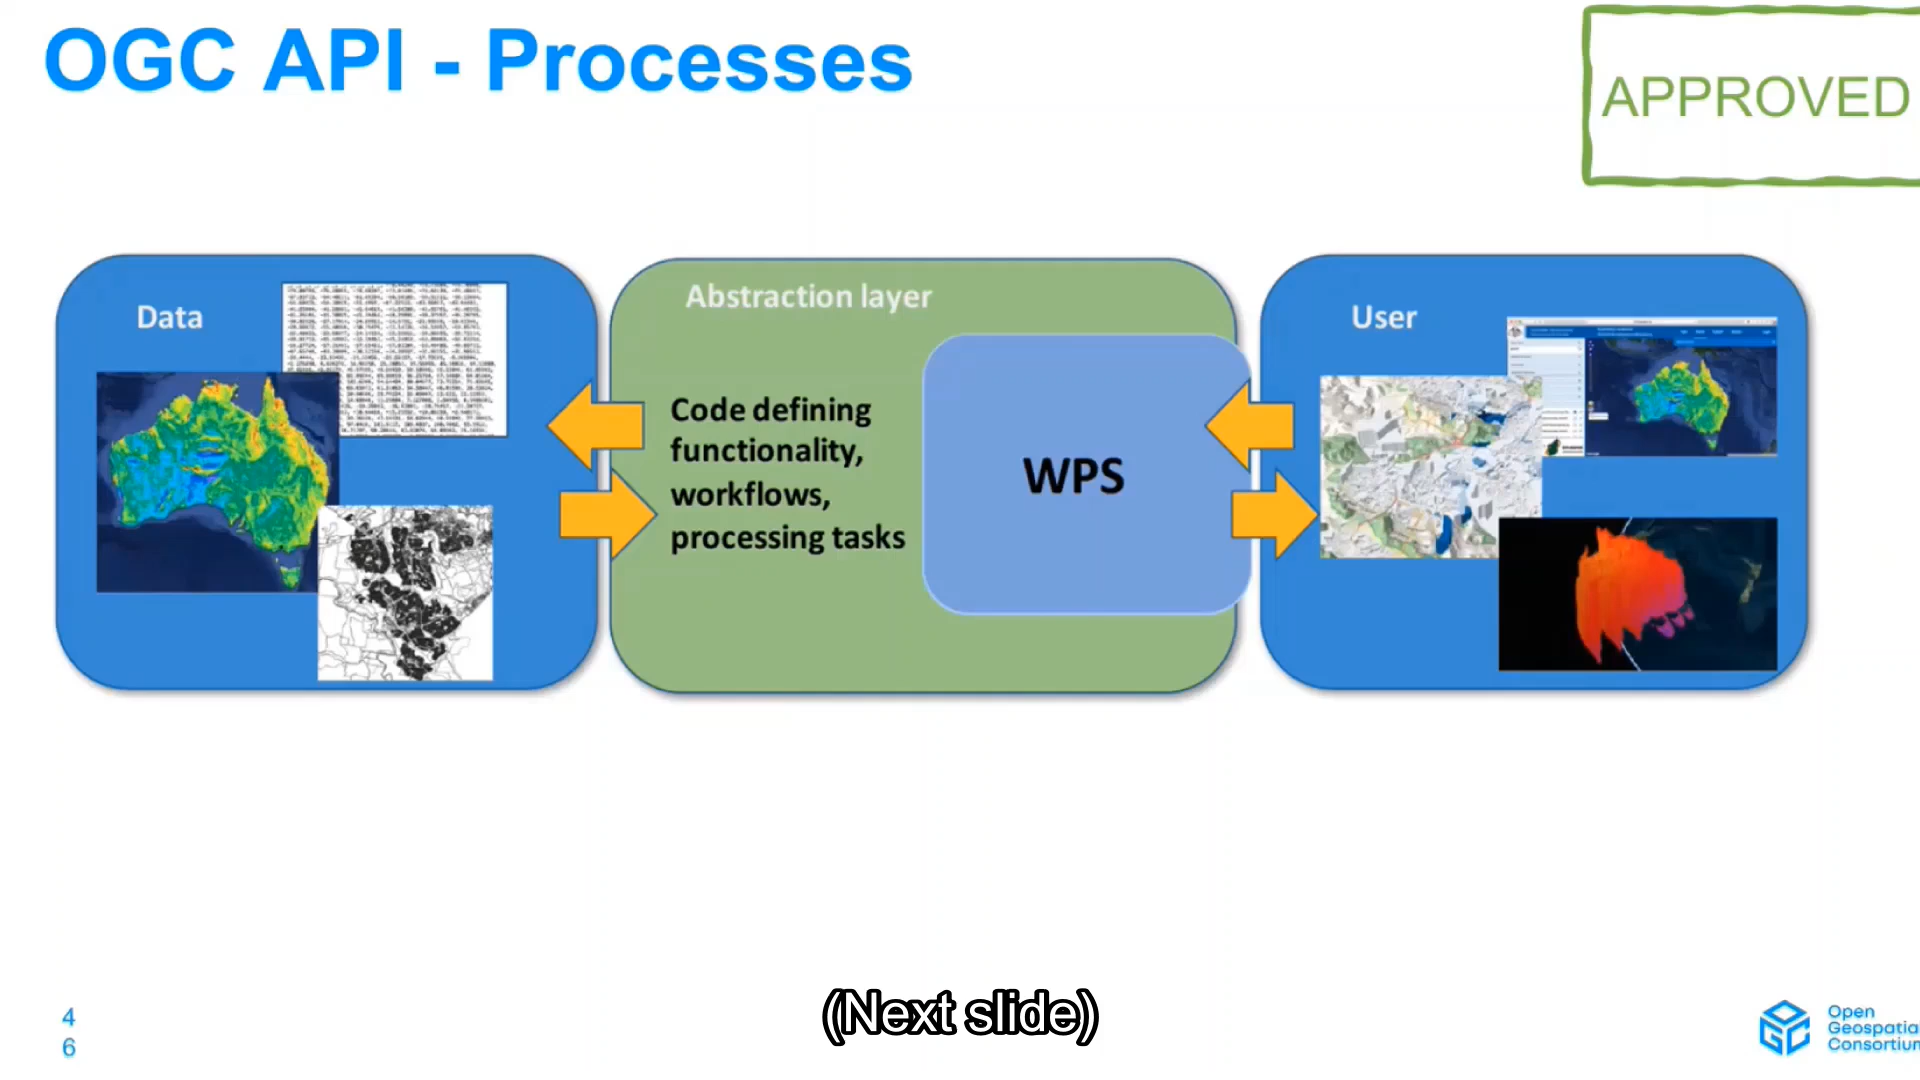 OGC API - Processes
APPROVED
Data
Abstraction layer
User
Code defining
functionality,
workflows,
processing tasks
WPS
(Next slide)
4
6
Open
Geospatial
Consortium